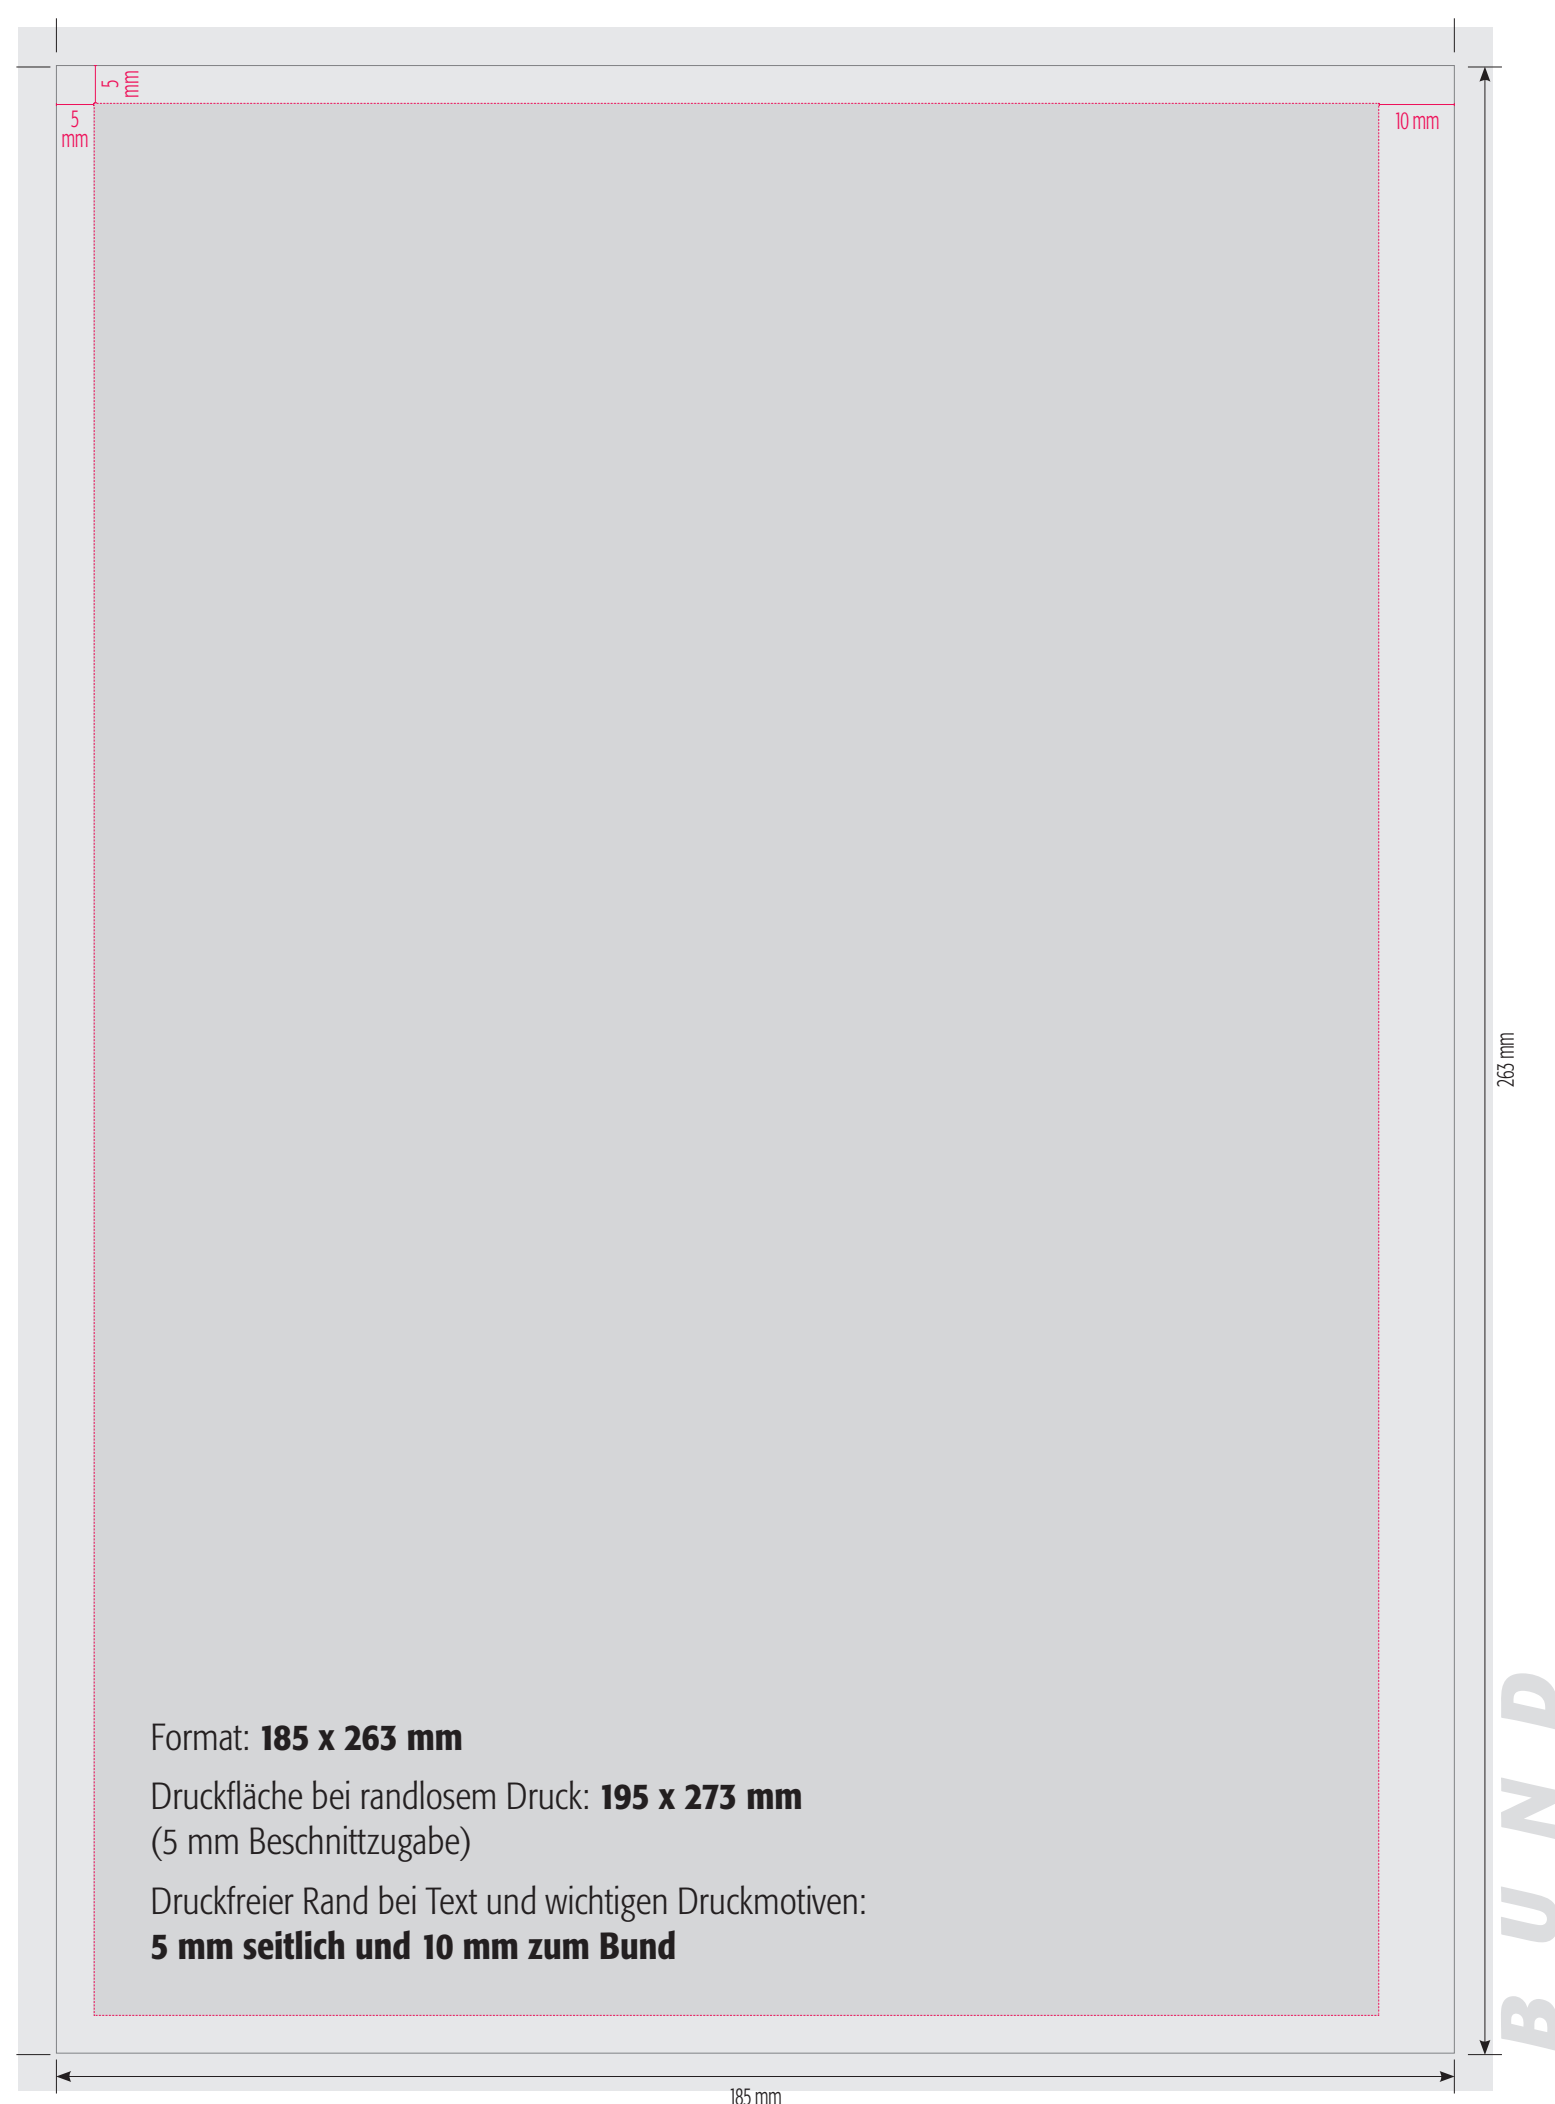 5
mm
5
mm
10 mm
263 mm
Format: 185 x 263 mm
Druckfläche bei randlosem Druck: 195 x 273 mm
(5 mm Beschnittzugabe)
Druckfreier Rand bei Text und wichtigen Druckmotiven:
5 mm seitlich und 10 mm zum Bund
BUND
185 mm